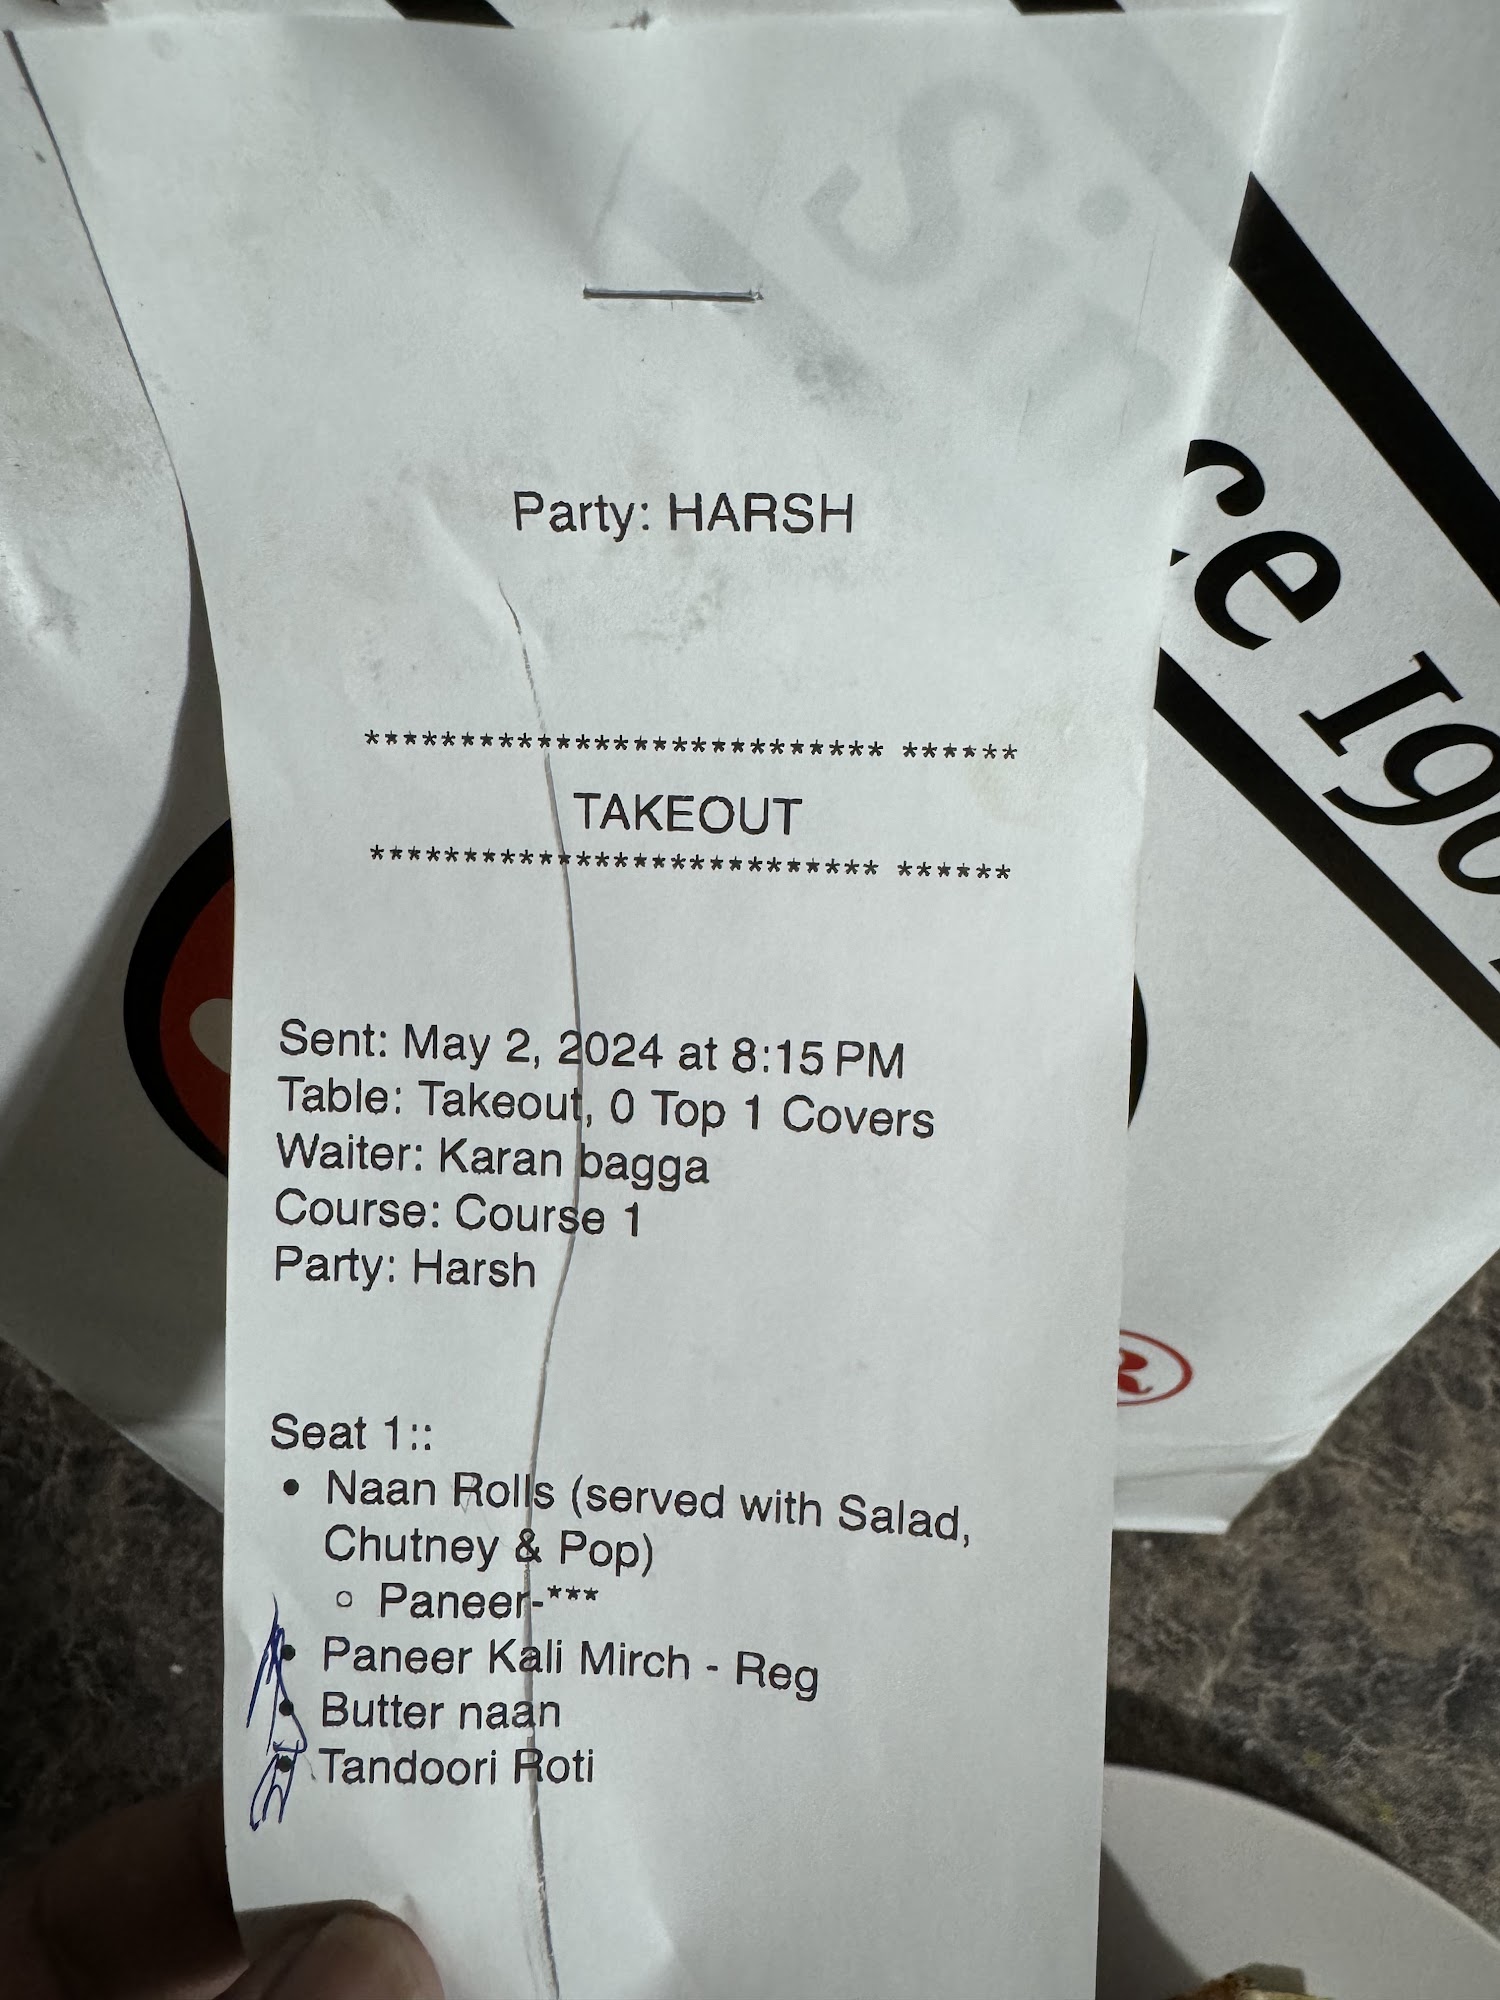 Party: HARSH
*************************** ******
TAKEOUT
*************************** ******
Sent: May 2, 2024 at 8:15 PM
Table: Takeout, 0 Top 1 Covers
Waiter: Karan bagga
Course: Course 1
Party: Harsh
Seat 1::
• Naan Rolls (served with Salad,
Chutney & Pop)
○ Paneer-***
• Paneer Kali Mirch - Reg
• Butter naan
• Tandoori Roti